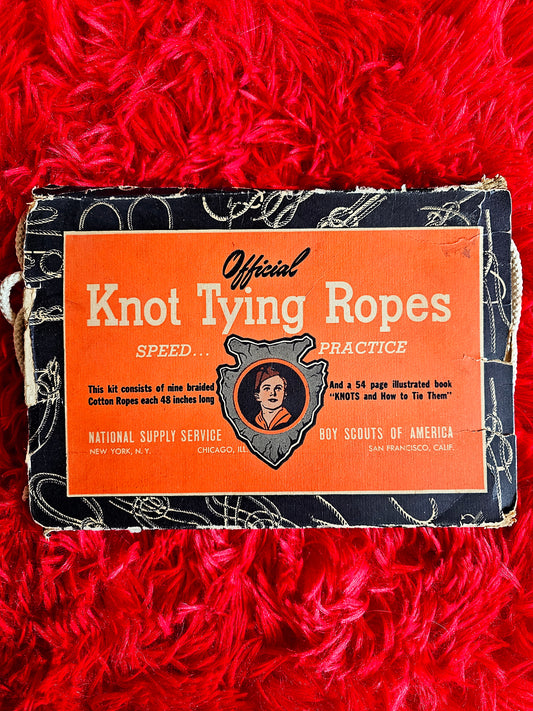 Official
Knot Tying Ropes
SPEED... PRACTICE
This kit consists of nine braided
Cotton Ropes each 48 inches long
And a 54 page illustrated book
"KNOTS and How to Tie Them"
NATIONAL SUPPLY SERVICE
BOY SCOUTS OF AMERICA
NEW YORK, N.Y. CHICAGO, ILL. SAN FRANCISCO, CALIF.